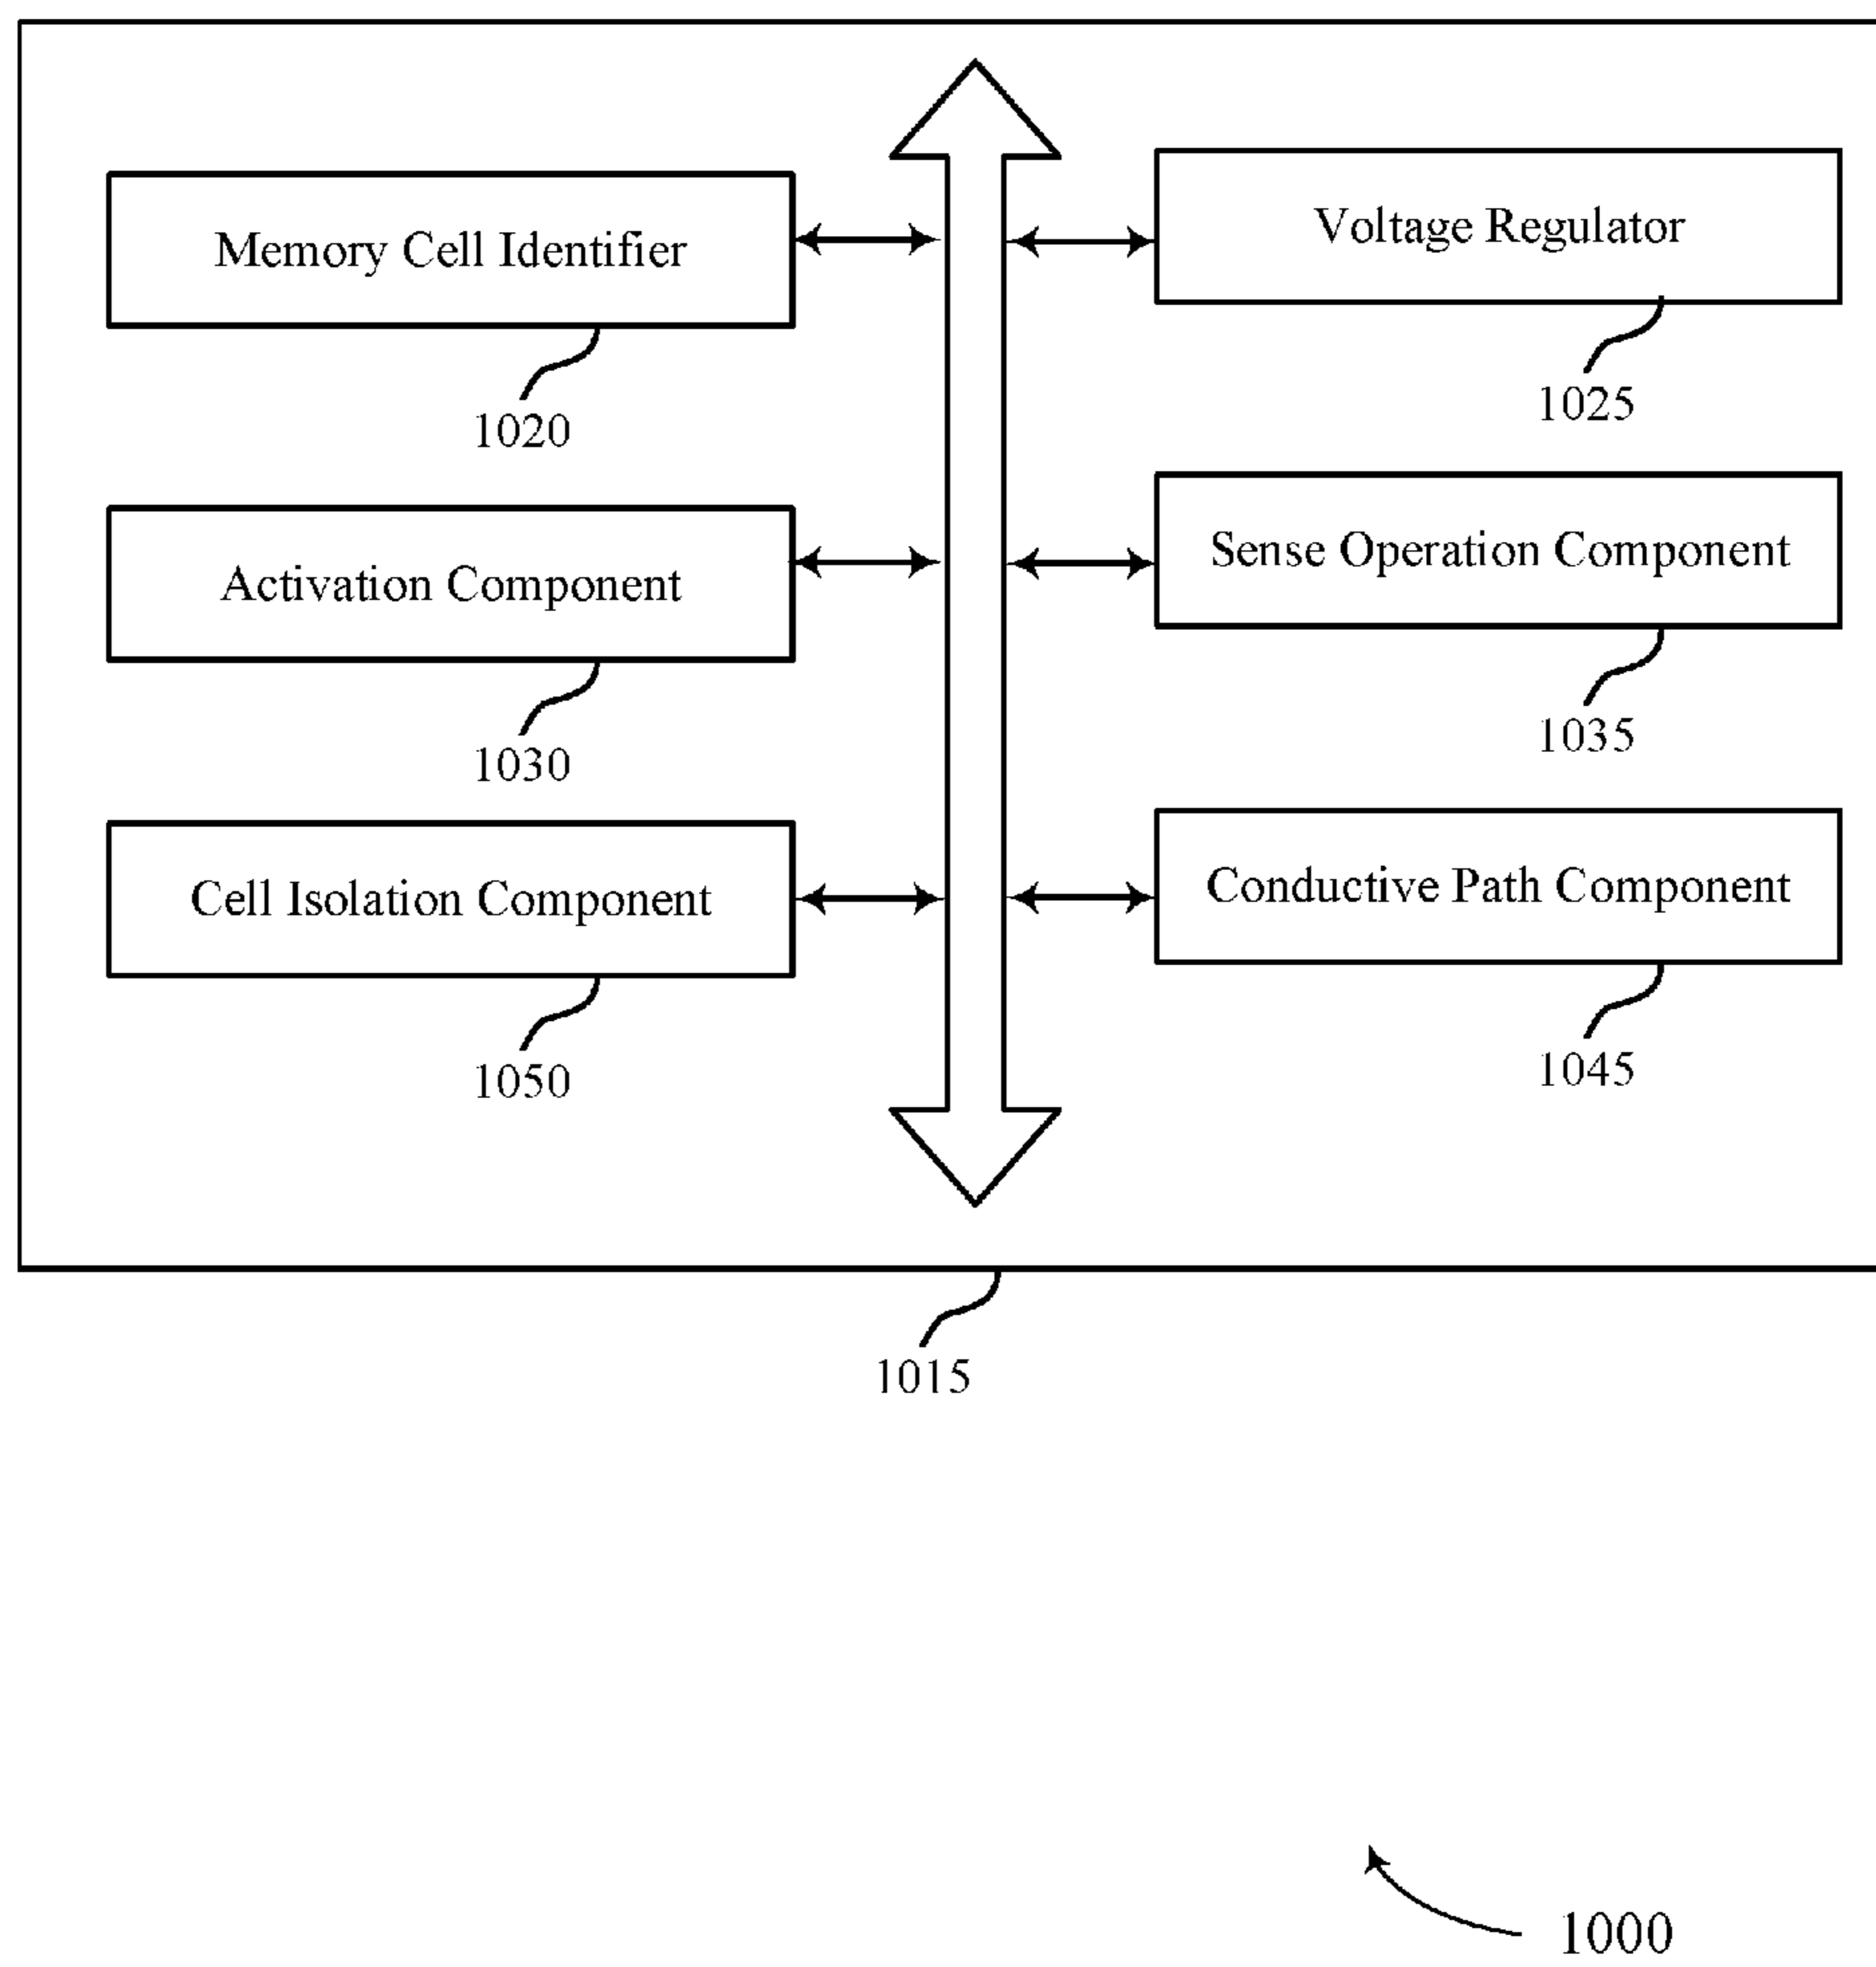 Memory Cell Identifier
1020
Voltage Regulator
1025
Activation Component
1030
Sense Operation Component
1035
Cell Isolation Component
1050
Conductive Path Component
1045
1015
1000